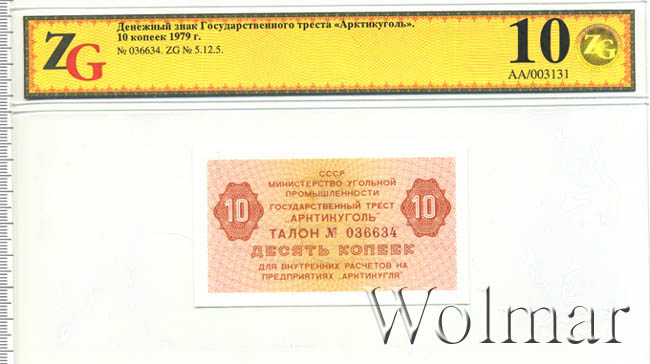 ZG
Денежный знак Государственного треста «Арктикуголь».
10 копеек 1979 г.
№ 036634. ZG № 5.12.5.
10
ZG
АА/003131
СССР
МИНИСТЕРСТВО УГОЛЬНОЙ
ПРОМЫШЛЕННОСТИ
ГОСУДАРСТВЕННЫЙ ТРЕСТ
„АРКТИКУГОЛЬ"
10
10
ТАЛОН № 036634
ДЕСЯТЬ КОПЕЕК
ДЛЯ ВНУТРЕННИХ РАСЧЕТОВ НА
ПРЕДПРИЯТИЯХ „АРКТИКУГЛЯ"
Wolmar